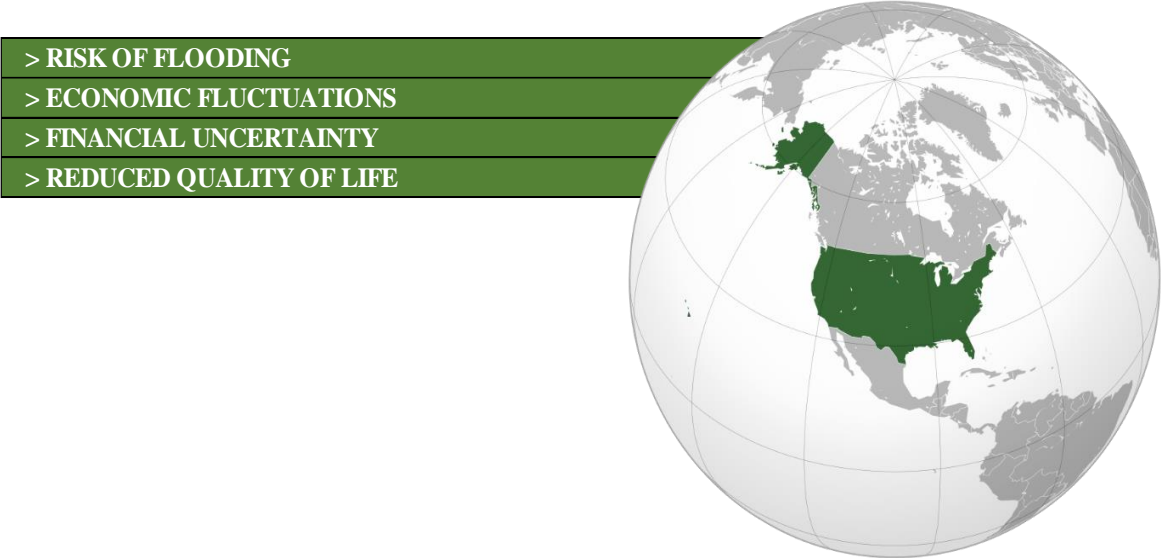 > RISK OF FLOODING
> ECONOMIC FLUCTUATIONS
> FINANCIAL UNCERTAINTY
> REDUCED QUALITY OF LIFE